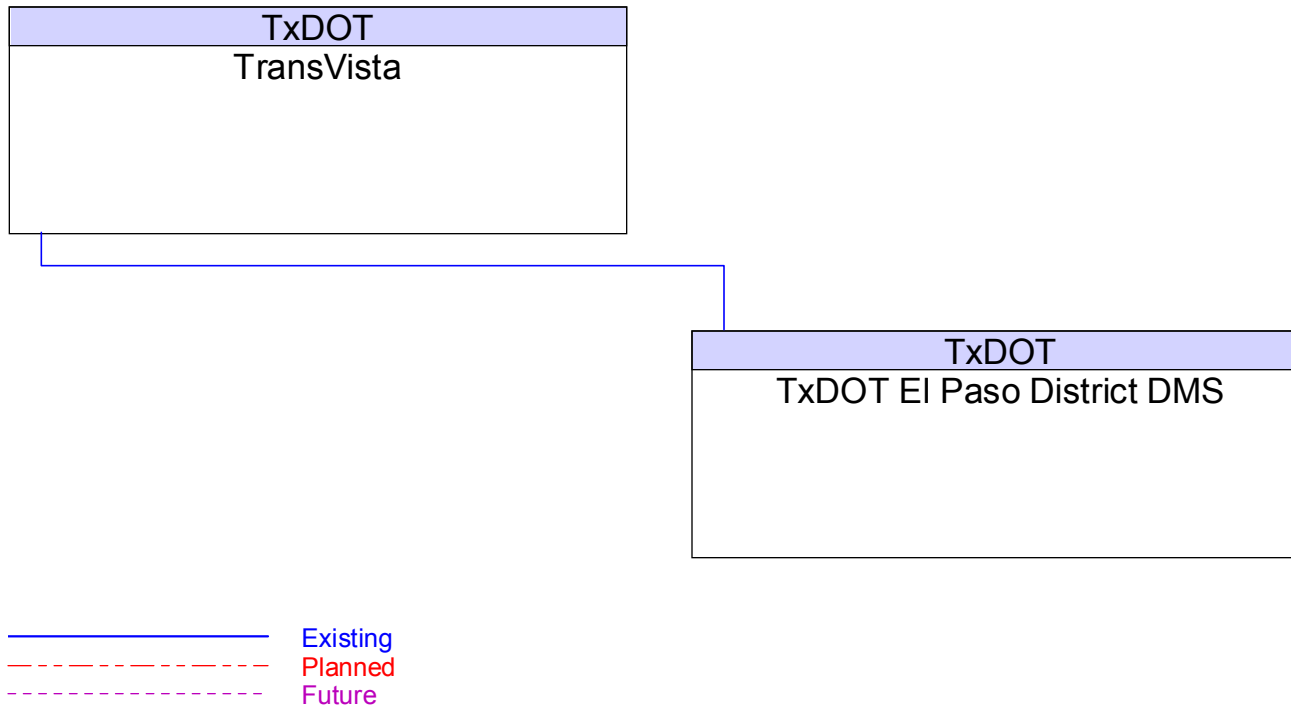 TxDOT
TransVista
TxDOT
TxDOT El Paso District DMS
Existing
Planned
Future